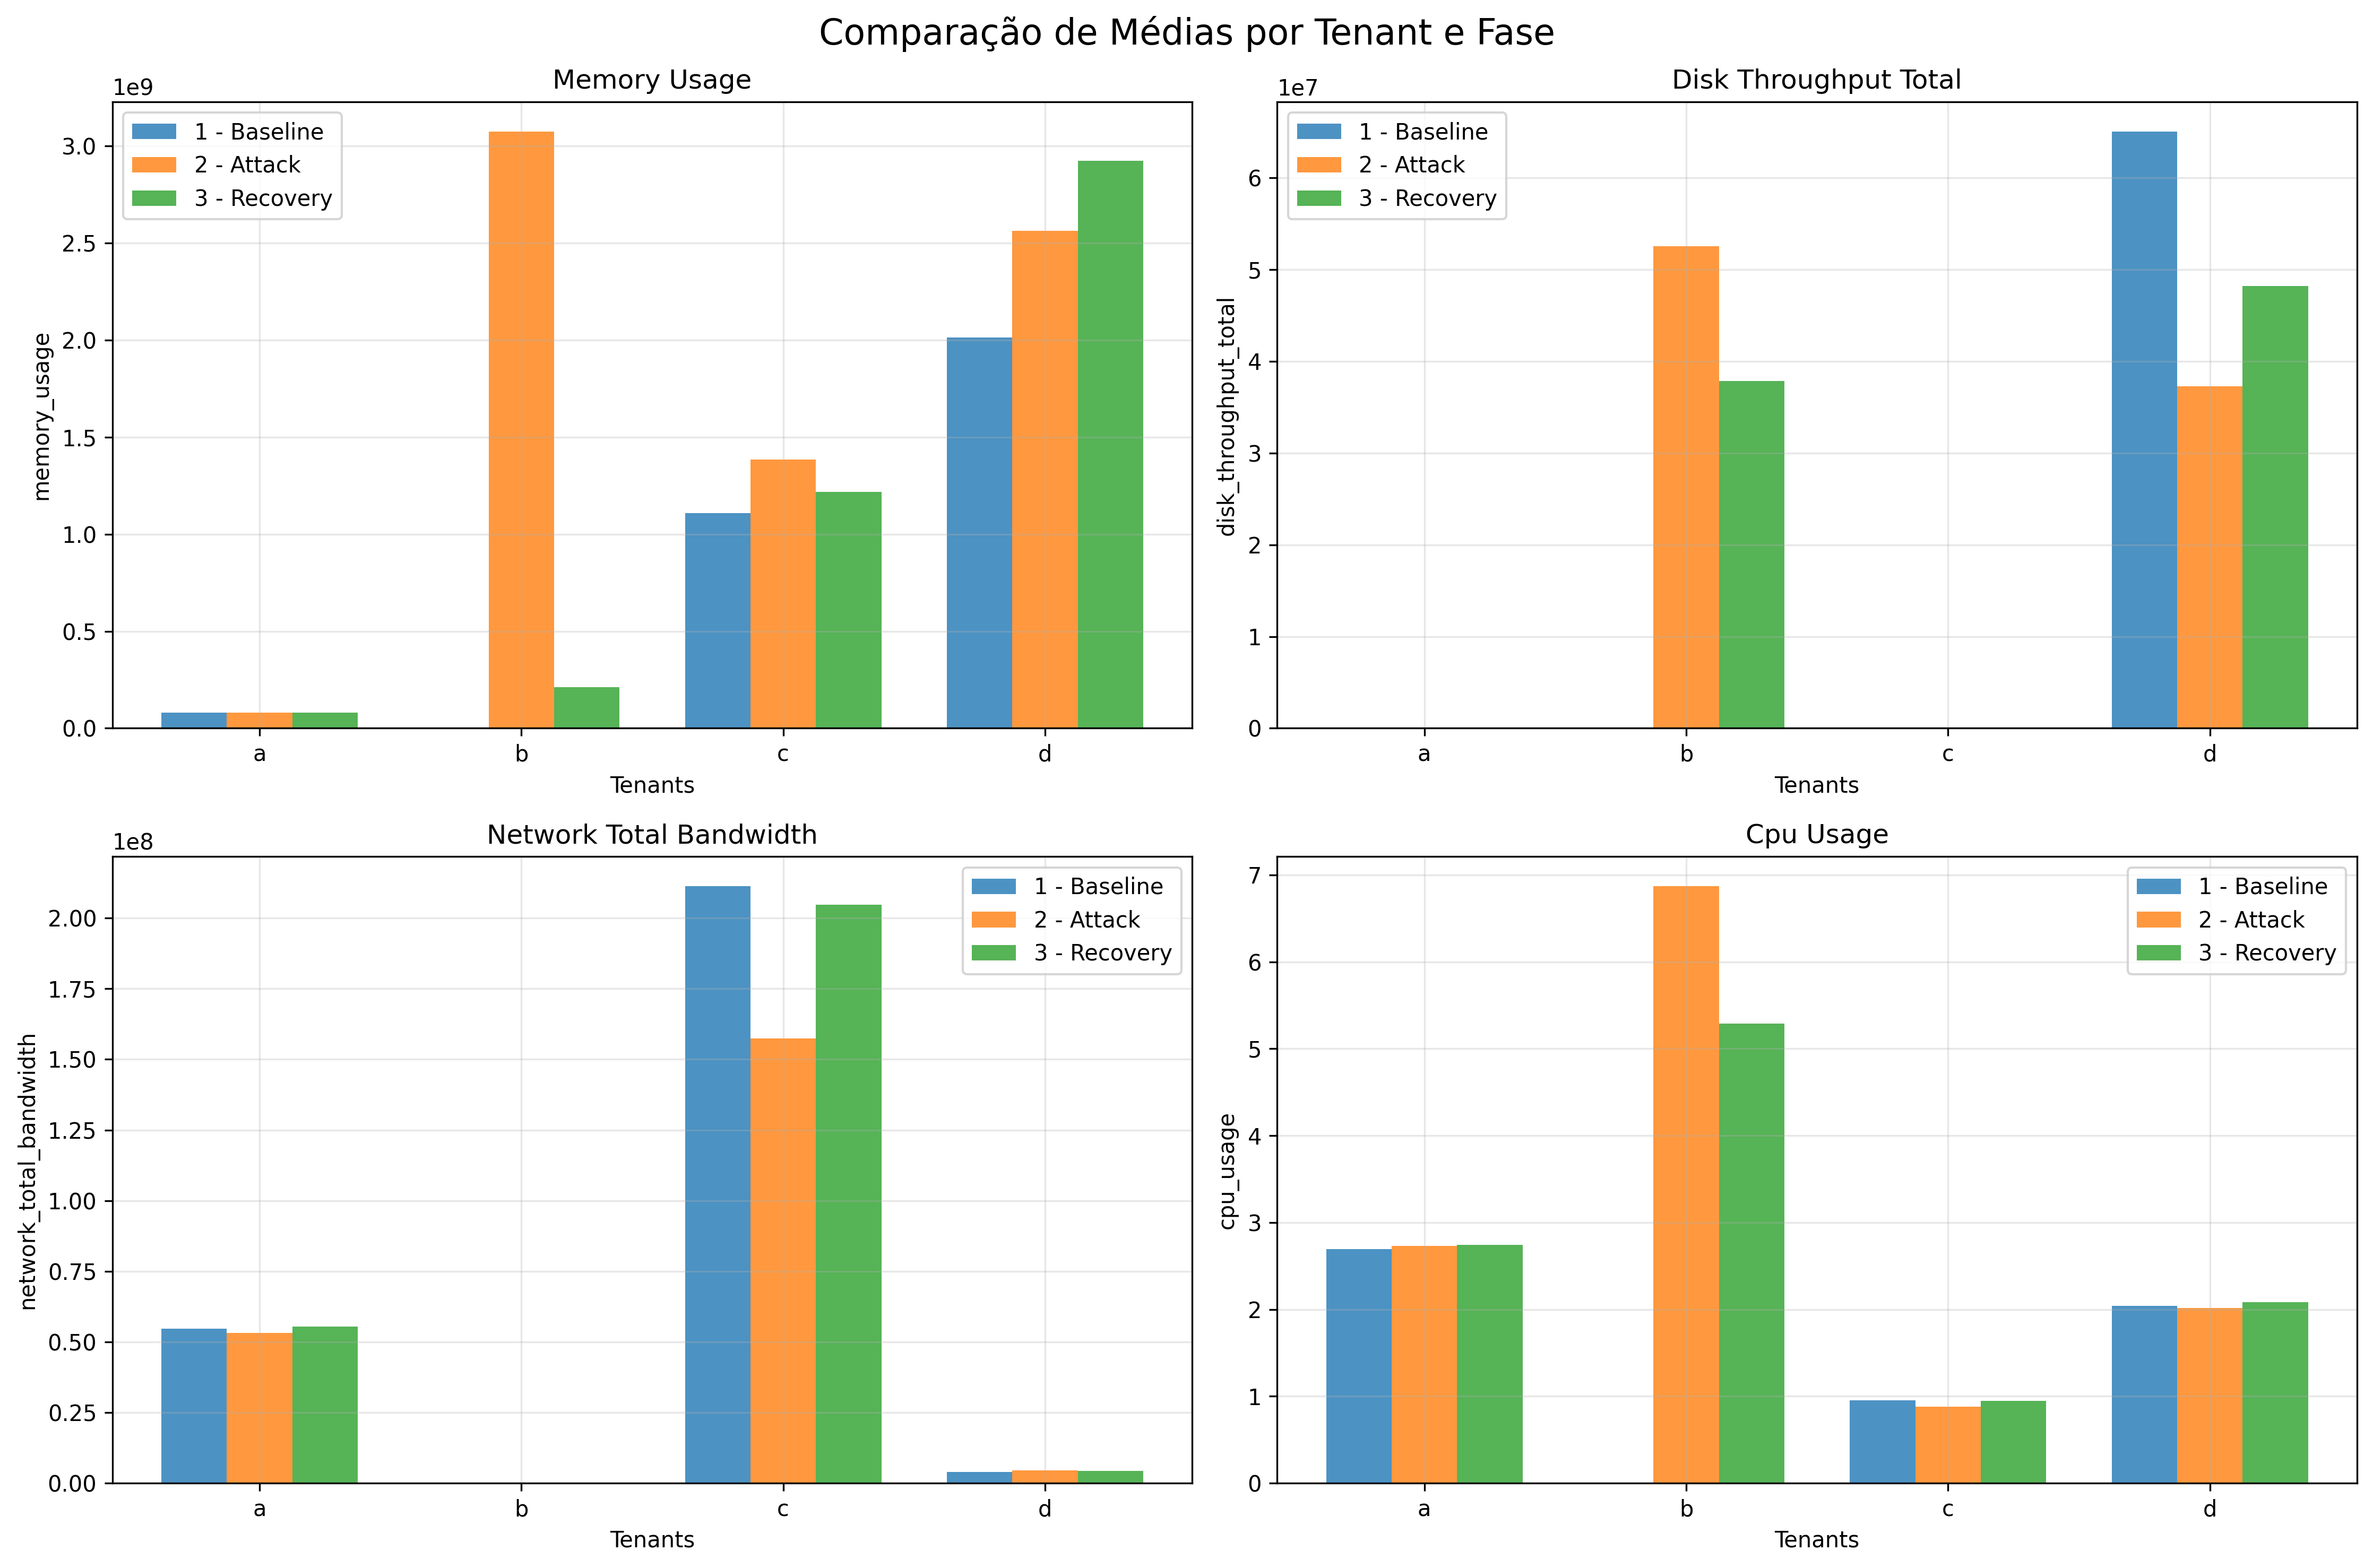 Comparação de Médias por Tenant e Fase
Memory Usage
1e9
1 - Baseline
2 - Attack
3 - Recovery
3.0
2.5
2.0
1.5
1.0
0.5
0.0
memory_usage
a
b
c
d
Tenants
Disk Throughput Total
1e7
1 - Baseline
2 - Attack
3 - Recovery
6
5
4
3
2
1
0
disk_throughput_total
a
b
c
d
Tenants
Network Total Bandwidth
1e8
1 - Baseline
2 - Attack
3 - Recovery
2.00
1.75
1.50
1.25
1.00
0.75
0.50
0.25
0.00
network_total_bandwidth
a
b
c
d
Tenants
Cpu Usage
1 - Baseline
2 - Attack
3 - Recovery
7
6
5
4
3
2
1
0
cpu_usage
a
b
c
d
Tenants